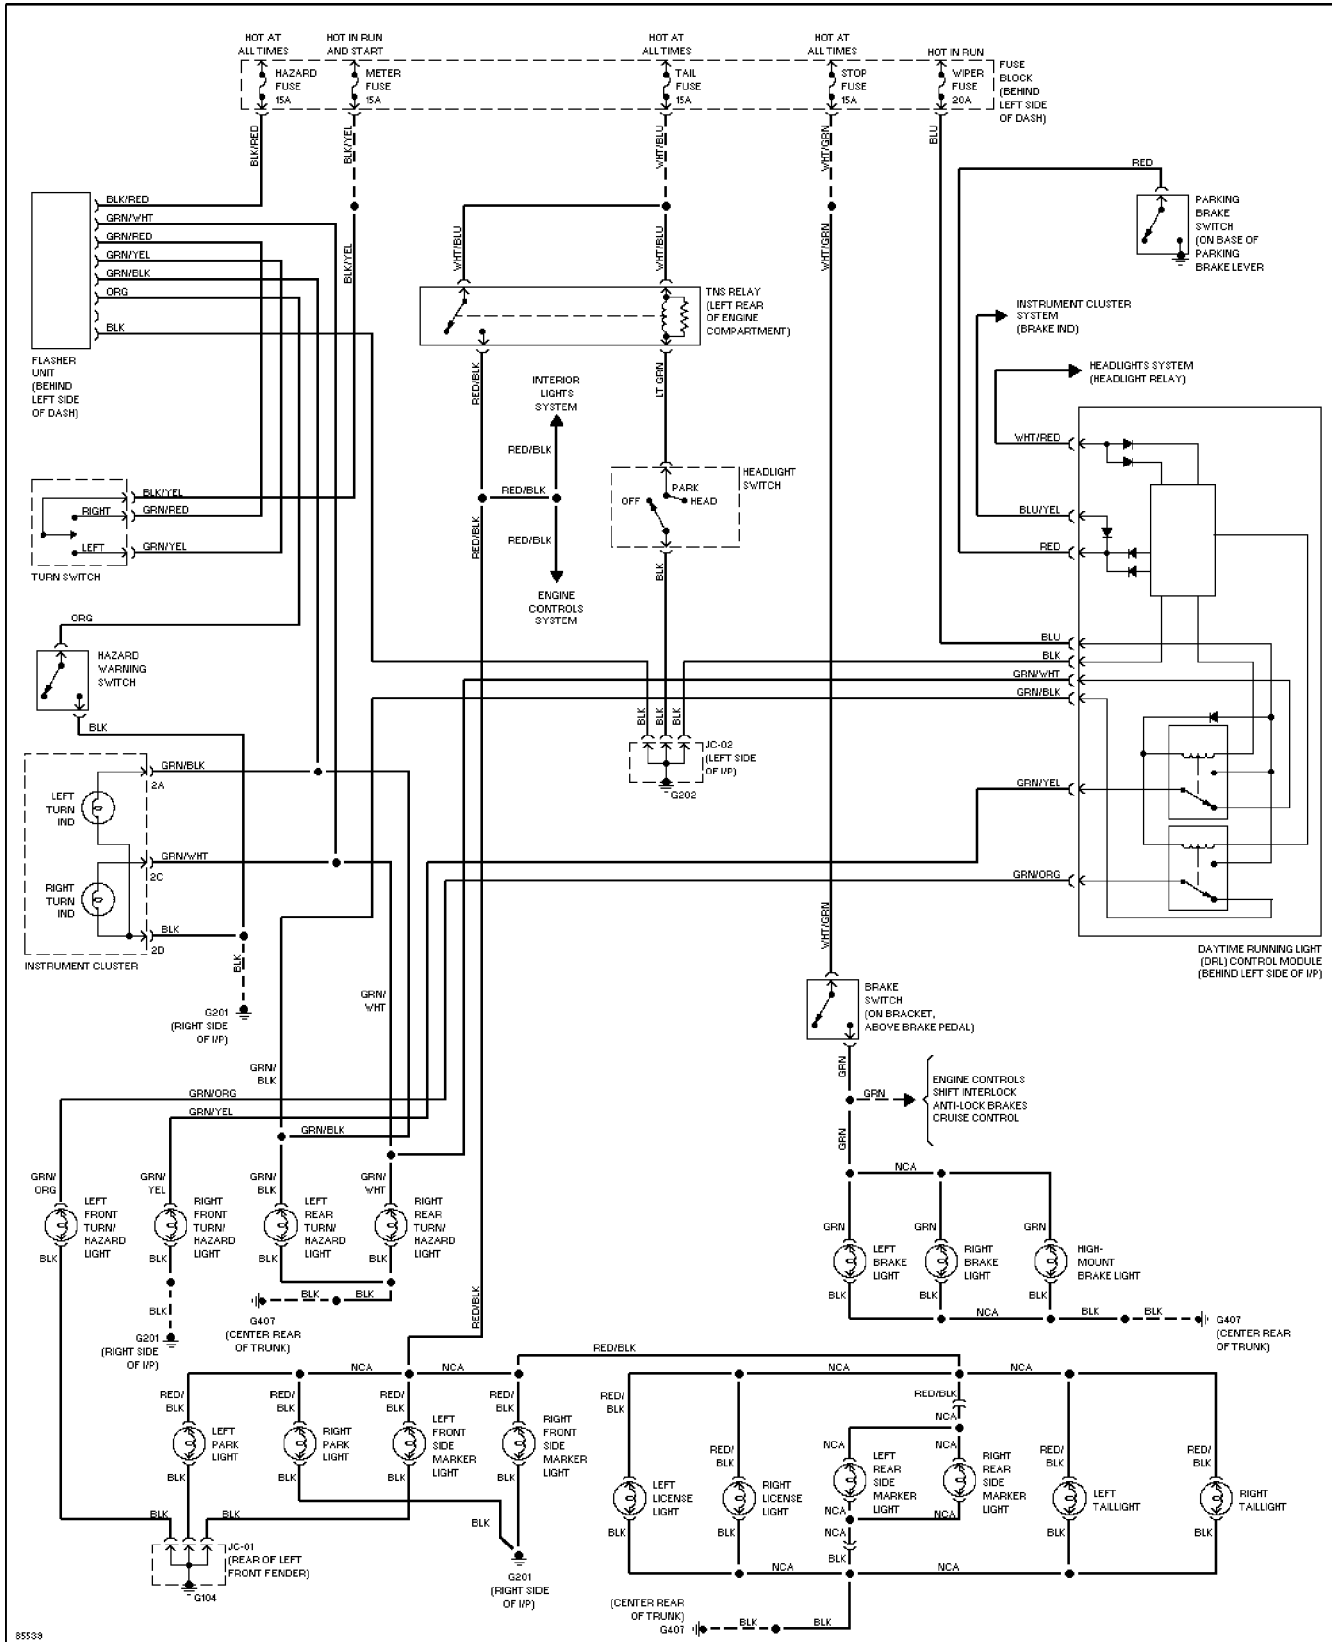 HOT AT
ALL TIMES
HOT IN RUN
AND START
HOT AT
ALL TIMES
HOT AT
ALL TIMES
HOT IN RUN
HAZARD
FUSE
15A
METER
FUSE
15A
TAIL
FUSE
15A
STOP
FUSE
15A
WIPER
FUSE
20A
FUSE
BLOCK
(BEHIND
LEFT SIDE
OF DASH)
BLK/RED
BLK/YEL
WHT/BLU
WHT/GRN
BLU
RED
BLK/RED
GRN/WHT
GRN/RED
GRN/YEL
GRN/BLK
ORG
BLK
FLASHER
UNIT
(BEHIND
LEFT SIDE
OF DASH)
BLK/YEL
WHT/BLU
WHT/BLU
WHT/GRN
PARKING
BRAKE
SWITCH
(ON BASE OF
PARKING
BRAKE LEVER
TNS RELAY
(LEFT REAR
OF ENGINE
COMPARTMENT)
INSTRUMENT CLUSTER
SYSTEM
(BRAKE IND)
HEADLIGHTS SYSTEM
(HEADLIGHT RELAY)
RED/BLK
INTERIOR
LIGHTS
SYSTEM
LT GRN
RED/BLK
RED/BLK
RED/BLK
RED/BLK
ENGINE
CONTROLS
SYSTEM
HEADLIGHT
SWITCH
PARK
OFF
HEAD
BLK
WHT/RED
BLU/YEL
RED
BLU
BLK
GRN/WHT
GRN/BLK
GRN/YEL
GRN/ORG
BLK/YEL
RIGHT
GRN/RED
LEFT
GRN/YEL
TURN SWITCH
ORG
HAZARD
WARNING
SWITCH
BLK
BLK
BLK
BLK
JC-02
(LEFT SIDE
OF I/P)
G202
GRN/BLK
2A
LEFT
TURN
IND
GRN/WHT
2C
RIGHT
TURN
IND
BLK
2D
INSTRUMENT CLUSTER
BLK
G201
(RIGHT SIDE
OF I/P)
WHT/GRN
DAYTIME RUNNING LIGHT
(DRL) CONTROL MODULE
(BEHIND LEFT SIDE OF I/P)
BRAKE
SWITCH
(ON BRACKET,
ABOVE BRAKE PEDAL)
GRN/
WHT
GRN/
BLK
GRN
GRN
ENGINE CONTROLS
SHIFT INTERLOCK
ANTI-LOCK BRAKES
CRUISE CONTROL
GRN
GRN/ORG
GRN/YEL
GRN/BLK
NCA
GRN/
ORG
LEFT
FRONT
TURN/
HAZARD
LIGHT
GRN/
YEL
RIGHT
FRONT
TURN/
HAZARD
LIGHT
GRN/
BLK
LEFT
REAR
TURN/
HAZARD
LIGHT
GRN/
WHT
RIGHT
REAR
TURN/
HAZARD
LIGHT
BLK
BLK
BLK
BLK
GRN
LEFT
BRAKE
LIGHT
GRN
RIGHT
BRAKE
LIGHT
GRN
HIGH-
MOUNT
BRAKE LIGHT
BLK
BLK
BLK
NCA
BLK
BLK
G407
(CENTER REAR
OF TRUNK)
BLK
G201
(RIGHT SIDE
OF I/P)
BLK
BLK
G407
(CENTER REAR
OF TRUNK)
RED/BLK
RED/BLK
NCA
NCA
NCA
NCA
RED/
BLK
LEFT
PARK
LIGHT
RED/
BLK
RIGHT
PARK
LIGHT
RED/
BLK
LEFT
FRONT
SIDE
MARKER
LIGHT
RED/
BLK
RIGHT
FRONT
SIDE
MARKER
LIGHT
BLK
BLK
BLK
BLK
RED/
BLK
LEFT
LICENSE
LIGHT
RED/
BLK
RIGHT
LICENSE
LIGHT
RED/BLK
NCA
NCA
NCA
LEFT
REAR
SIDE
MARKER
LIGHT
RIGHT
REAR
SIDE
MARKER
LIGHT
RED/
BLK
LEFT
TAILLIGHT
RED/
BLK
RIGHT
TAILLIGHT
BLK
BLK
NCA
NCA
NCA
BLK
BLK
BLK
NCA
NCA
BLK
BLK
BLK
JC-01
(REAR OF LEFT
FRONT FENDER)
G104
G201
(RIGHT SIDE
OF I/P)
(CENTER REAR
OF TRUNK)
G407
BLK
BLK
85539